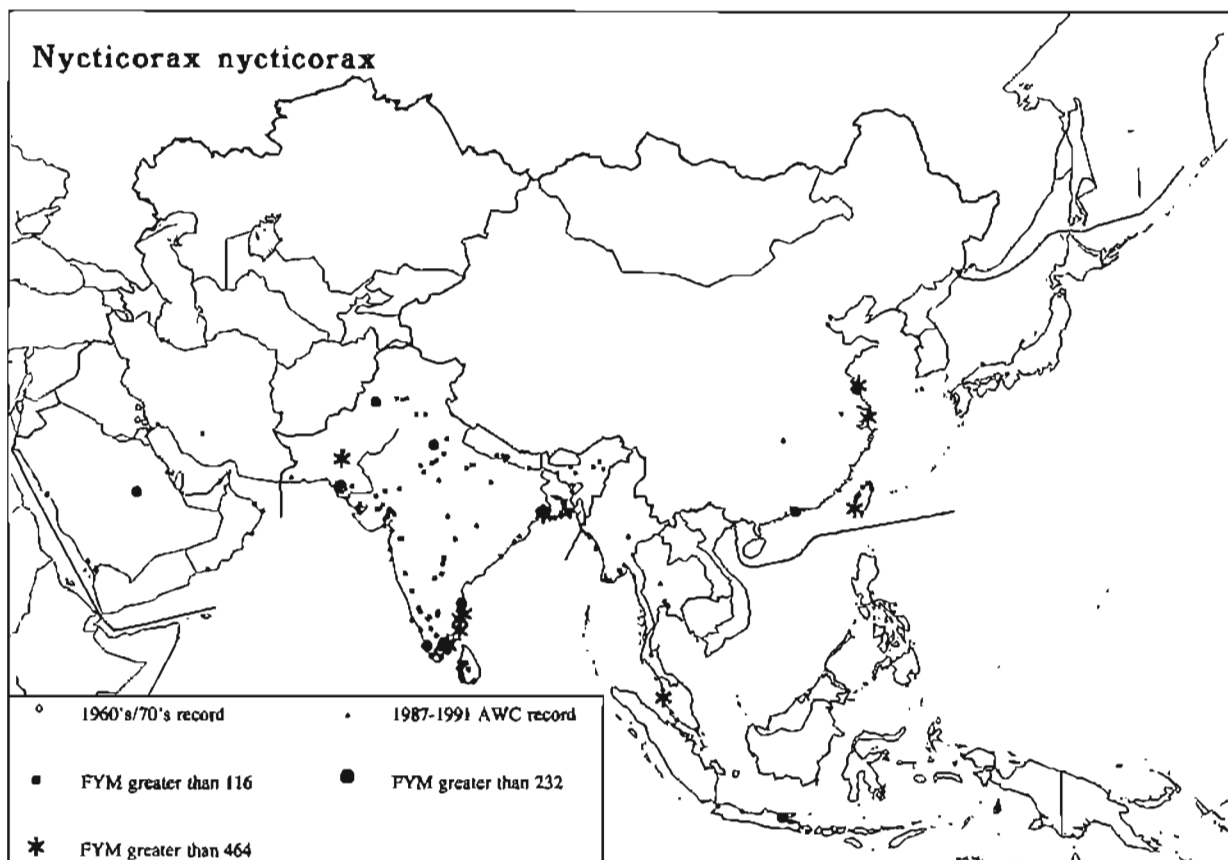 Nycticorax nycticorax
1960's/70's record
1987-1991 AWC record
FYM greater than 116
FYM greater than 232
FYM greater than 464